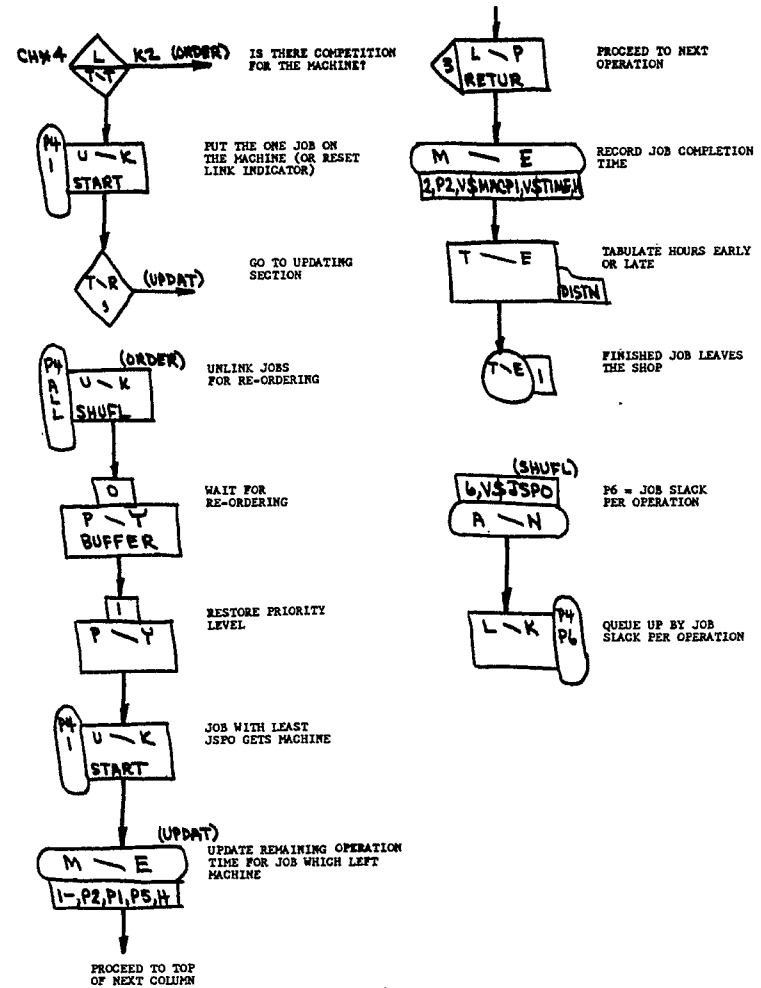 CH*4
L
T\T
K2 (ORDER)
IS THERE COMPETITION
FOR THE MACHINE?
P4
1
U \ K
START
PUT THE ONE JOB ON
THE MACHINE (OR RESET
LINK INDICATOR)
T\R
,
(UPDAT)
GO TO UPDATING
SECTION
(ORDER)
P4
A
L
L
U \ K
SHUFL
UNLINK JOBS
FOR RE-ORDERING
0
P \ Y
BUFFER
WAIT FOR
RE-ORDERING
1
P \ Y
RESTORE PRIORITY
LEVEL
P4
1
U \ K
START
JOB WITH LEAST
JSPO GETS MACHINE
(UPDAT)
M \ E
1-,P2,P1,P5,H
UPDATE REMAINING OPERATION
TIME FOR JOB WHICH LEFT
MACHINE
PROCEED TO TOP
OF NEXT COLUMN
3
L \ P
RETUR
PROCEED TO NEXT
OPERATION
M \ E
2,P2,V$MACP1,V$TIME,H
RECORD JOB COMPLETION
TIME
T \ E
DISTN
TABULATE HOURS EARLY
OR LATE
T\E
1
FINISHED JOB LEAVES
THE SHOP
(SHUFL)
6,V$JSPO
A \ N
P6 = JOB SLACK
PER OPERATION
L \ K
P4
P6
QUEUE UP BY JOB
SLACK PER OPERATION